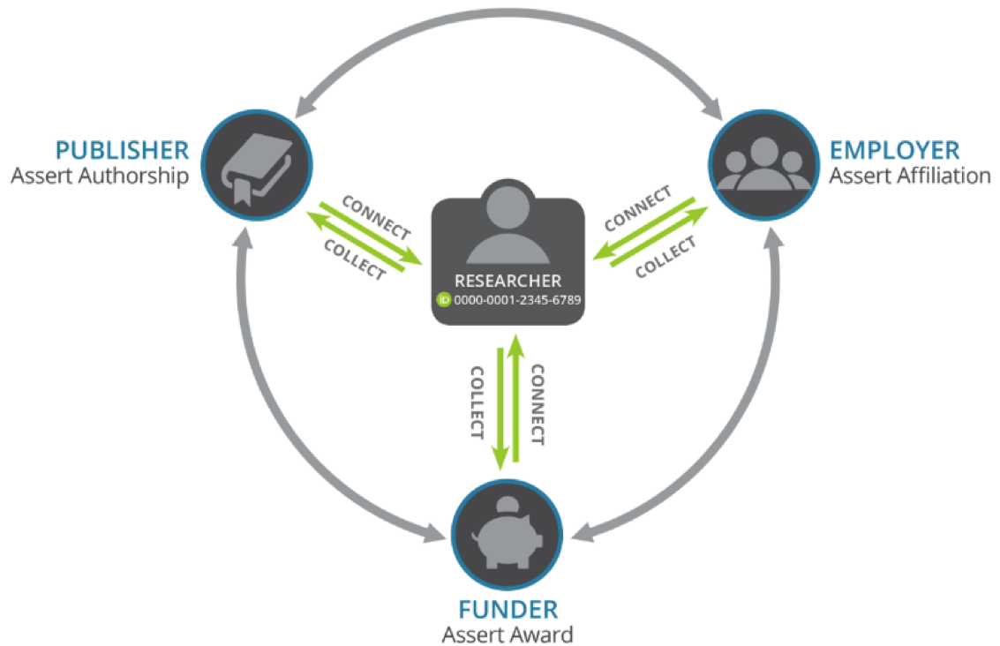 PUBLISHER
Assert Authorship
EMPLOYER
Assert Affiliation
CONNECT
COLLECT
CONNECT
COLLECT
RESEARCHER
iD 0000-0001-2345-6789
COLLECT
CONNECT
FUNDER
Assert Award